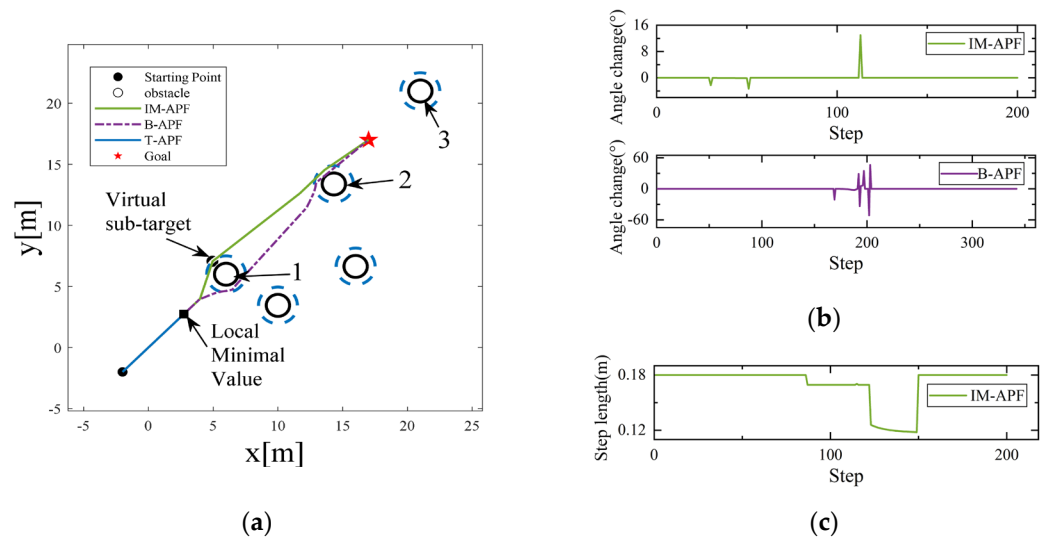 Starting Point
obstacle
IM-APF
B-APF
T-APF
Goal
Virtual
sub-target
1
2
3
Local
Minimal
Value
y[m]
20
15
10
5
0
-5
-5
0
5
10
15
20
25
x[m]
(a)
Angle change(°)
16
8
0
IM-APF
0
100
200
Step
Angle change(°)
60
0
-60
B-APF
0
100
200
300
Step
(b)
Step length(m)
0.18
0.12
IM-APF
0
100
200
Step
(c)